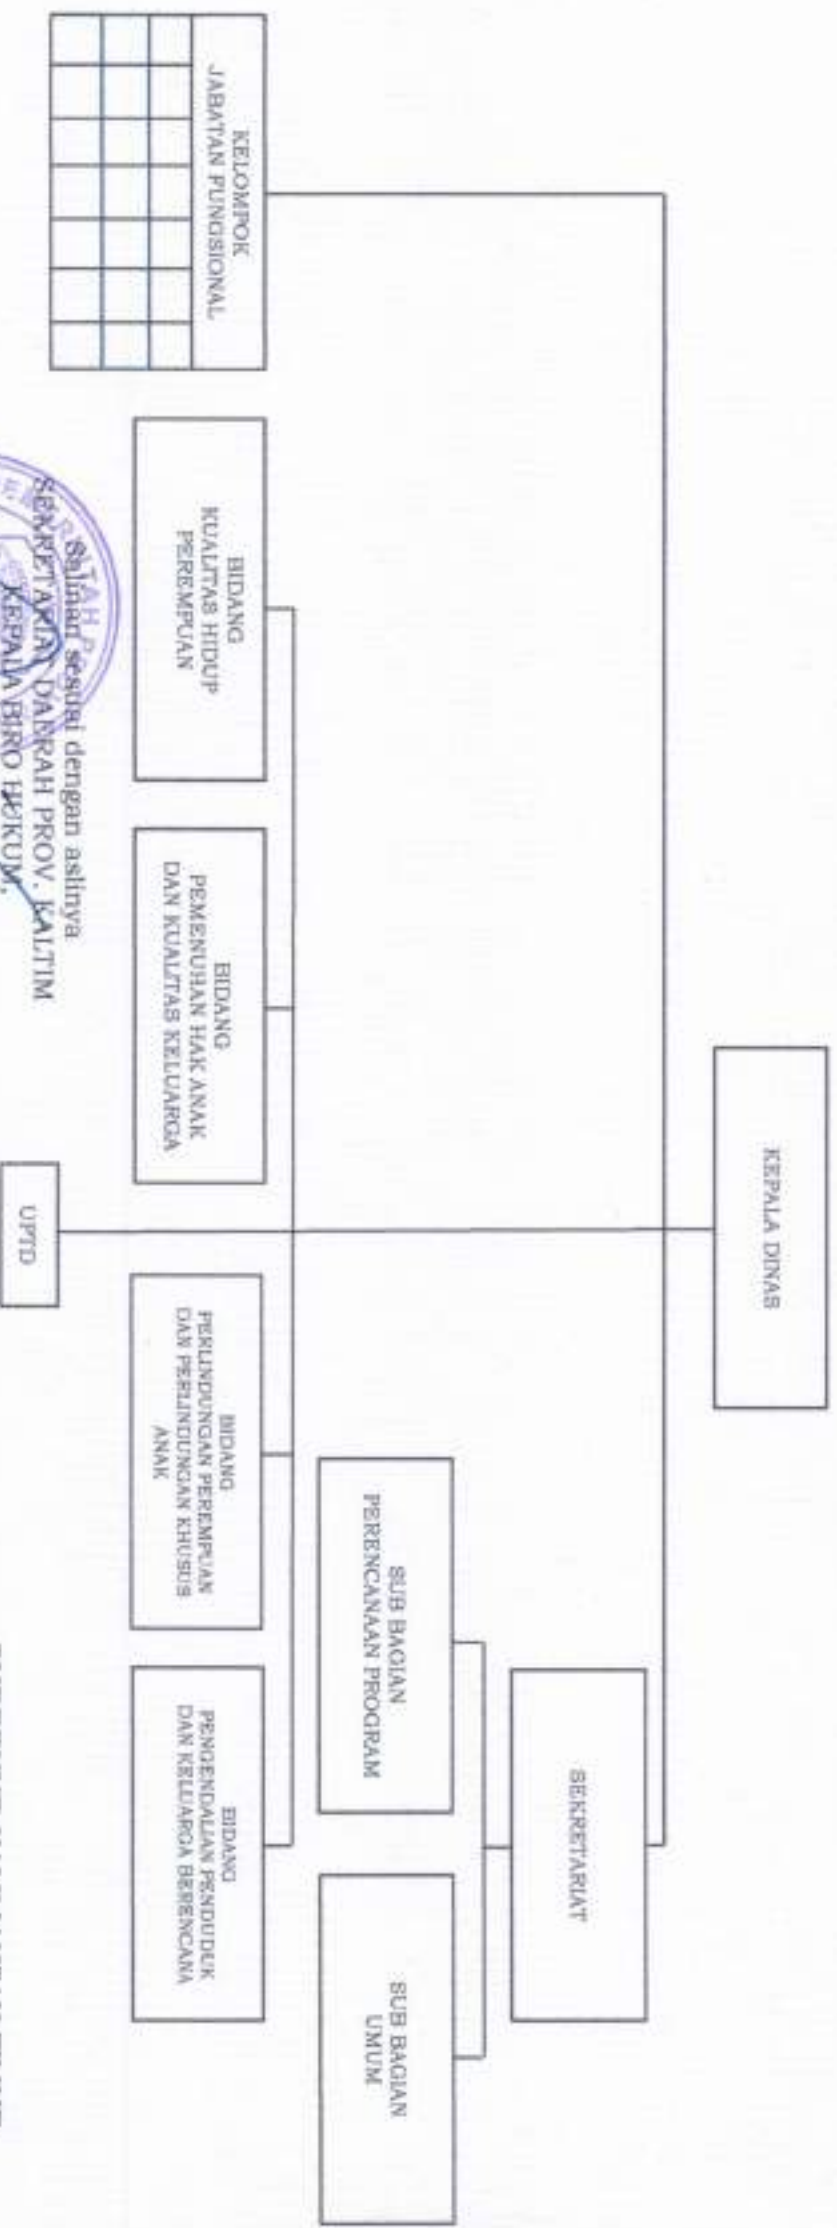 KEPALA DINAS
SEKRETARIAT
SUB BAGIAN
PERENCANAAN PROGRAM
SUB BAGIAN
UMUM
KELOMPOK
JABATAN FUNGSIONAL
BIDANG
KUALITAS HIDUP
PEREMPUAN
BIDANG
PEMENUHAN HAK ANAK
DAN KUALITAS KELUARGA
BIDANG
PERLINDUNGAN PEREMPUAN
DAN PERLINDUNGAN KHUSUS
ANAK
BIDANG
PENGENDALIAN PENDUDUK
DAN KELUARGA BERENCANA
UPTD
Salinan sesuai dengan aslinya
SEKRETARIAT DAERAH PROV. KALTIM
KEPALA BIRO HUKUM,